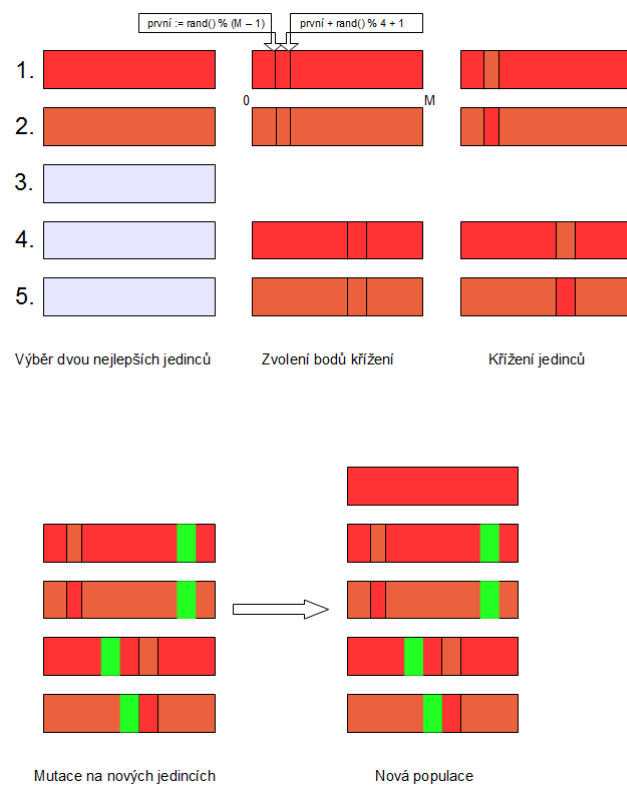 první := rand() % (M – 1)
první + rand() % 4 + 1
1.
0
M
2.
3.
4.
5.
Výběr dvou nejlepších jedinců
Zvolení bodů křížení
Křížení jedinců
Mutace na nových jedincích
Nová populace